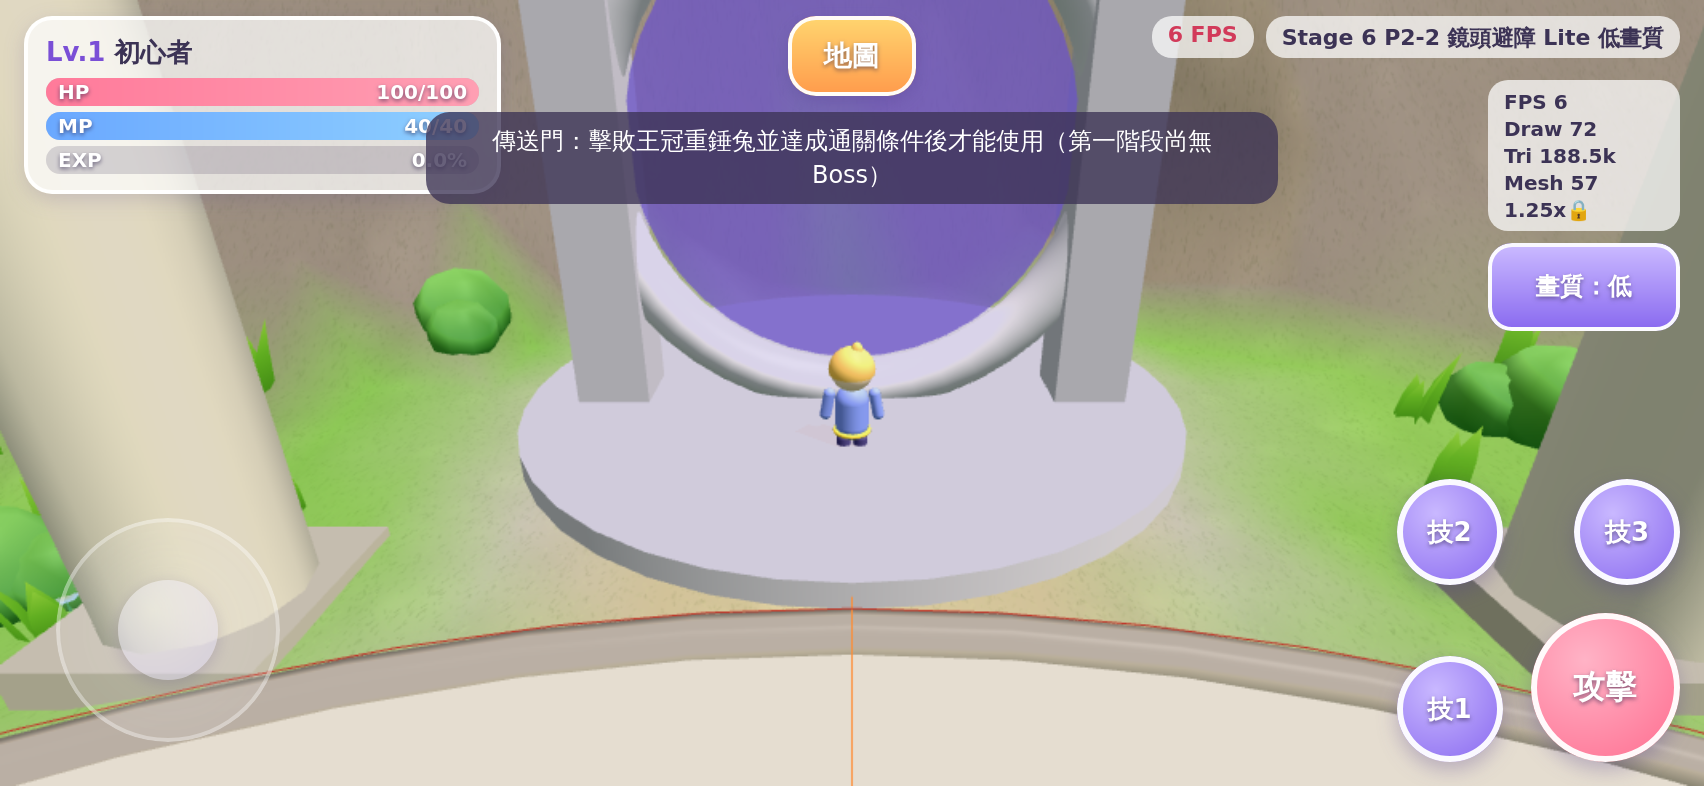 Lv.1 初心者
HP 100/100
MP 40/40
EXP 0.0%
地圖
6 FPS
Stage 6 P2-2 鏡頭避障 Lite 低畫質
傳送門：擊敗王冠重錘兔並達成通關條件後才能使用（第一階段尚無
Boss）
FPS 6
Draw 72
Tri 188.5k
Mesh 57
1.25x🔒
畫質：低
技2
技3
技1
攻擊